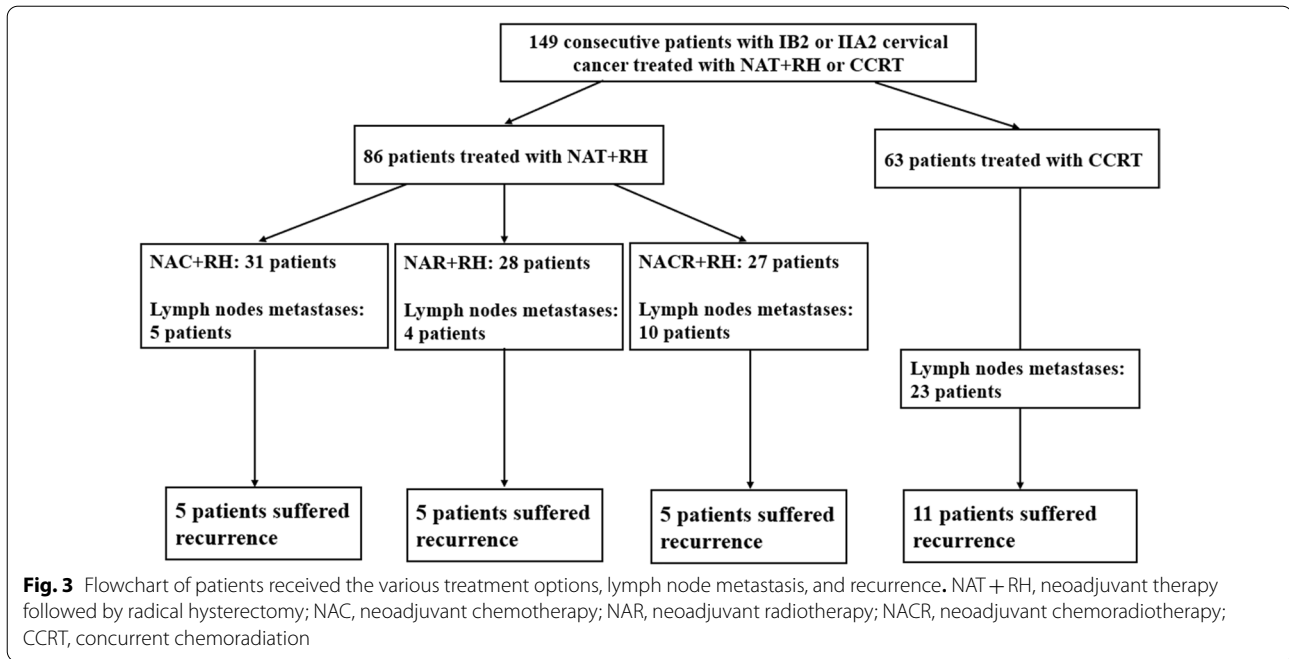 149 consecutive patients with IB2 or IIA2 cervical
cancer treated with NAT+RH or CCRT
86 patients treated with NAT+RH
63 patients treated with CCRT
NAC+RH: 31 patients
Lymph nodes metastases:
5 patients
NAR+RH: 28 patients
Lymph nodes metastases:
4 patients
NACR+RH: 27 patients
Lymph nodes metastases:
10 patients
Lymph nodes metastases:
23 patients
5 patients suffered
recurrence
5 patients suffered
recurrence
5 patients suffered
recurrence
11 patients suffered
recurrence
Fig. 3 Flowchart of patients received the various treatment options, lymph node metastasis, and recurrence. NAT + RH, neoadjuvant therapy
followed by radical hysterectomy; NAC, neoadjuvant chemotherapy; NAR, neoadjuvant radiotherapy; NACR, neoadjuvant chemoradiotherapy;
CCRT, concurrent chemoradiation